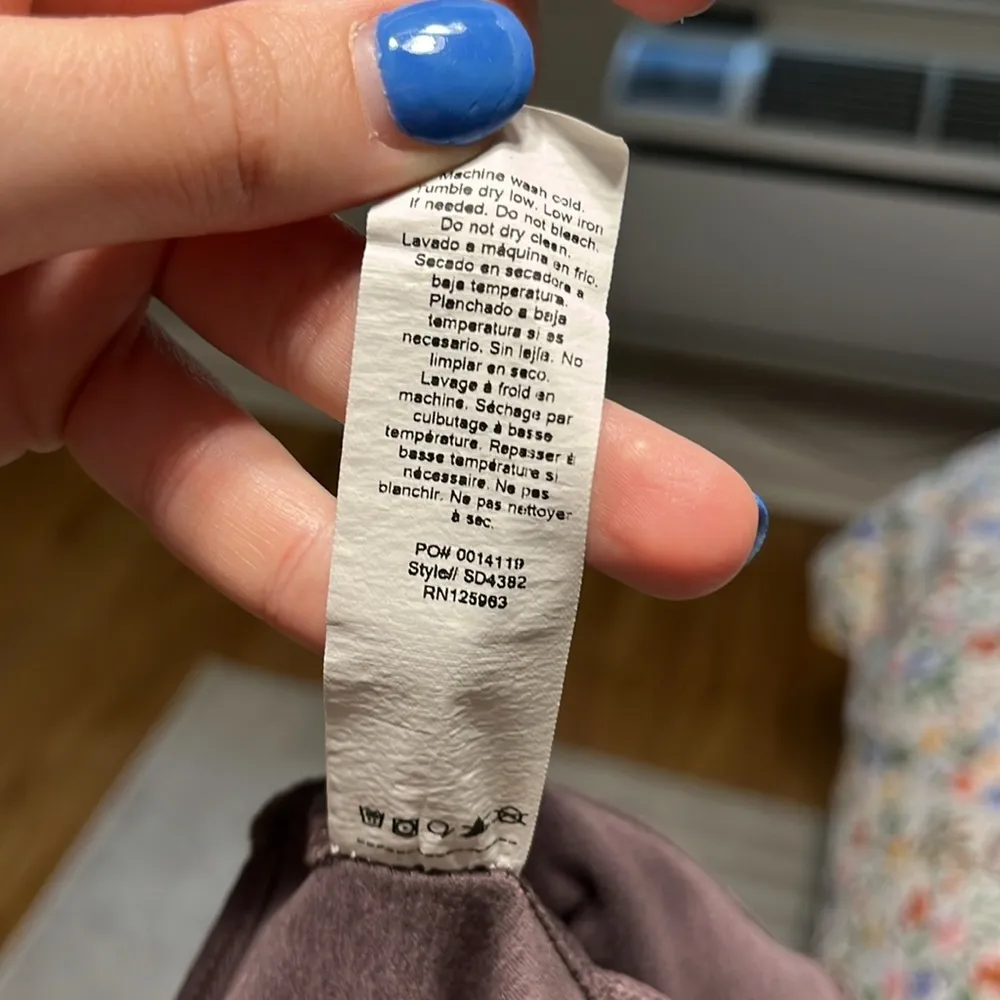 Machine wash cold.
Tumble dry low. Low iron
if needed. Do not bleach.
Do not dry clean.
Lavado a máquina en frio.
Secado en secadora a
baja temperatura.
Planchado a baja
temperatura si es
necesario. Sin lejía. No
limpiar en seco.
Lavage à froid en
machine. Séchage par
culbutage à basse
température. Repasser à
basse température si
nécessaire. Ne pas
blanchir. Ne pas nettoyer
à sec.
PO# 0014119
Style# SD4382
RN125963